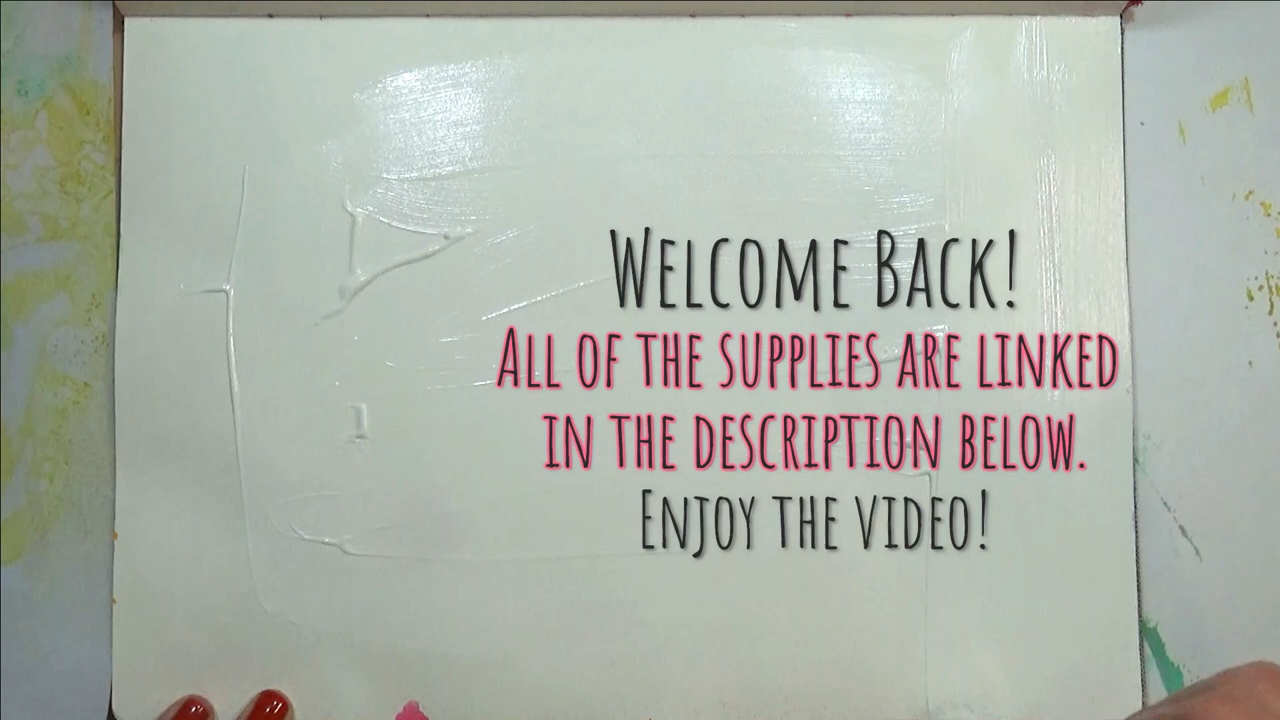 Welcome Back!
All of the supplies are linked
in the description below.
Enjoy the video!